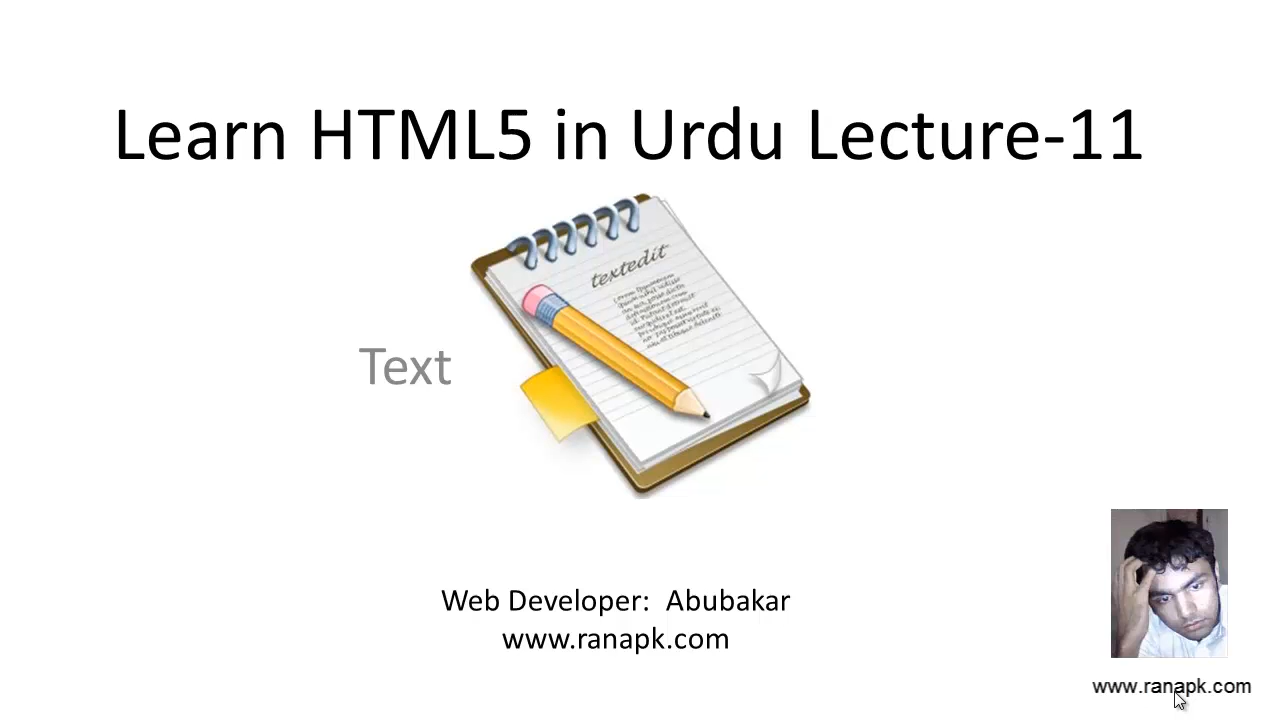 Learn HTML5 in Urdu Lecture-11
textedit
Text
Web Developer: Abubakar
www.ranapk.com
www.ranapk.com